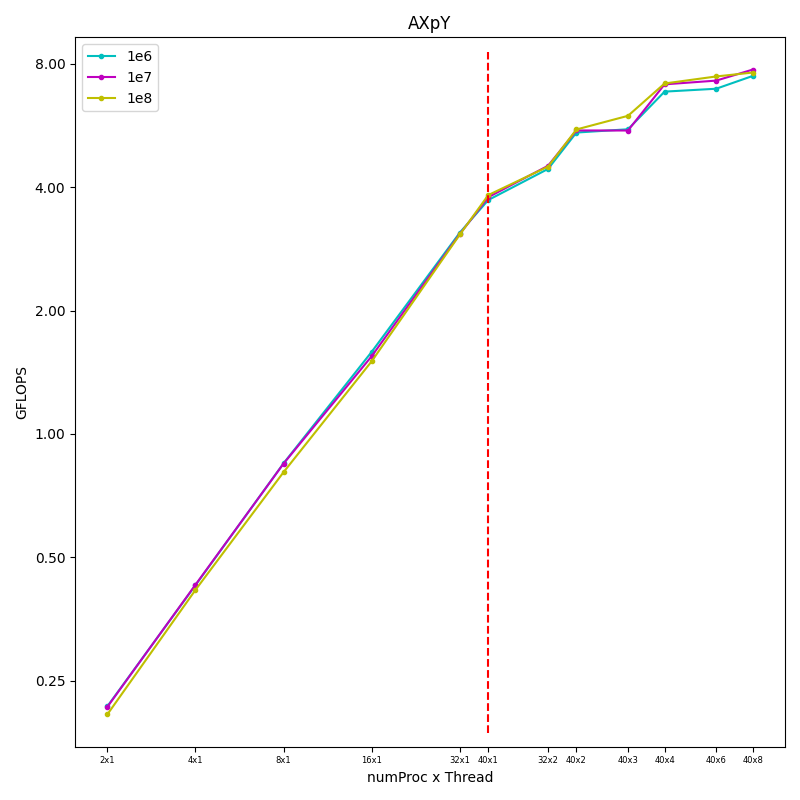 AXpY
1e6
1e7
1e8
8.00
4.00
2.00
1.00
0.50
0.25
GFLOPS
2x1 4x1 8x1 16x1 32x1 40x1 32x2 40x2 40x3 40x4 40x6 40x8
numProc x Thread